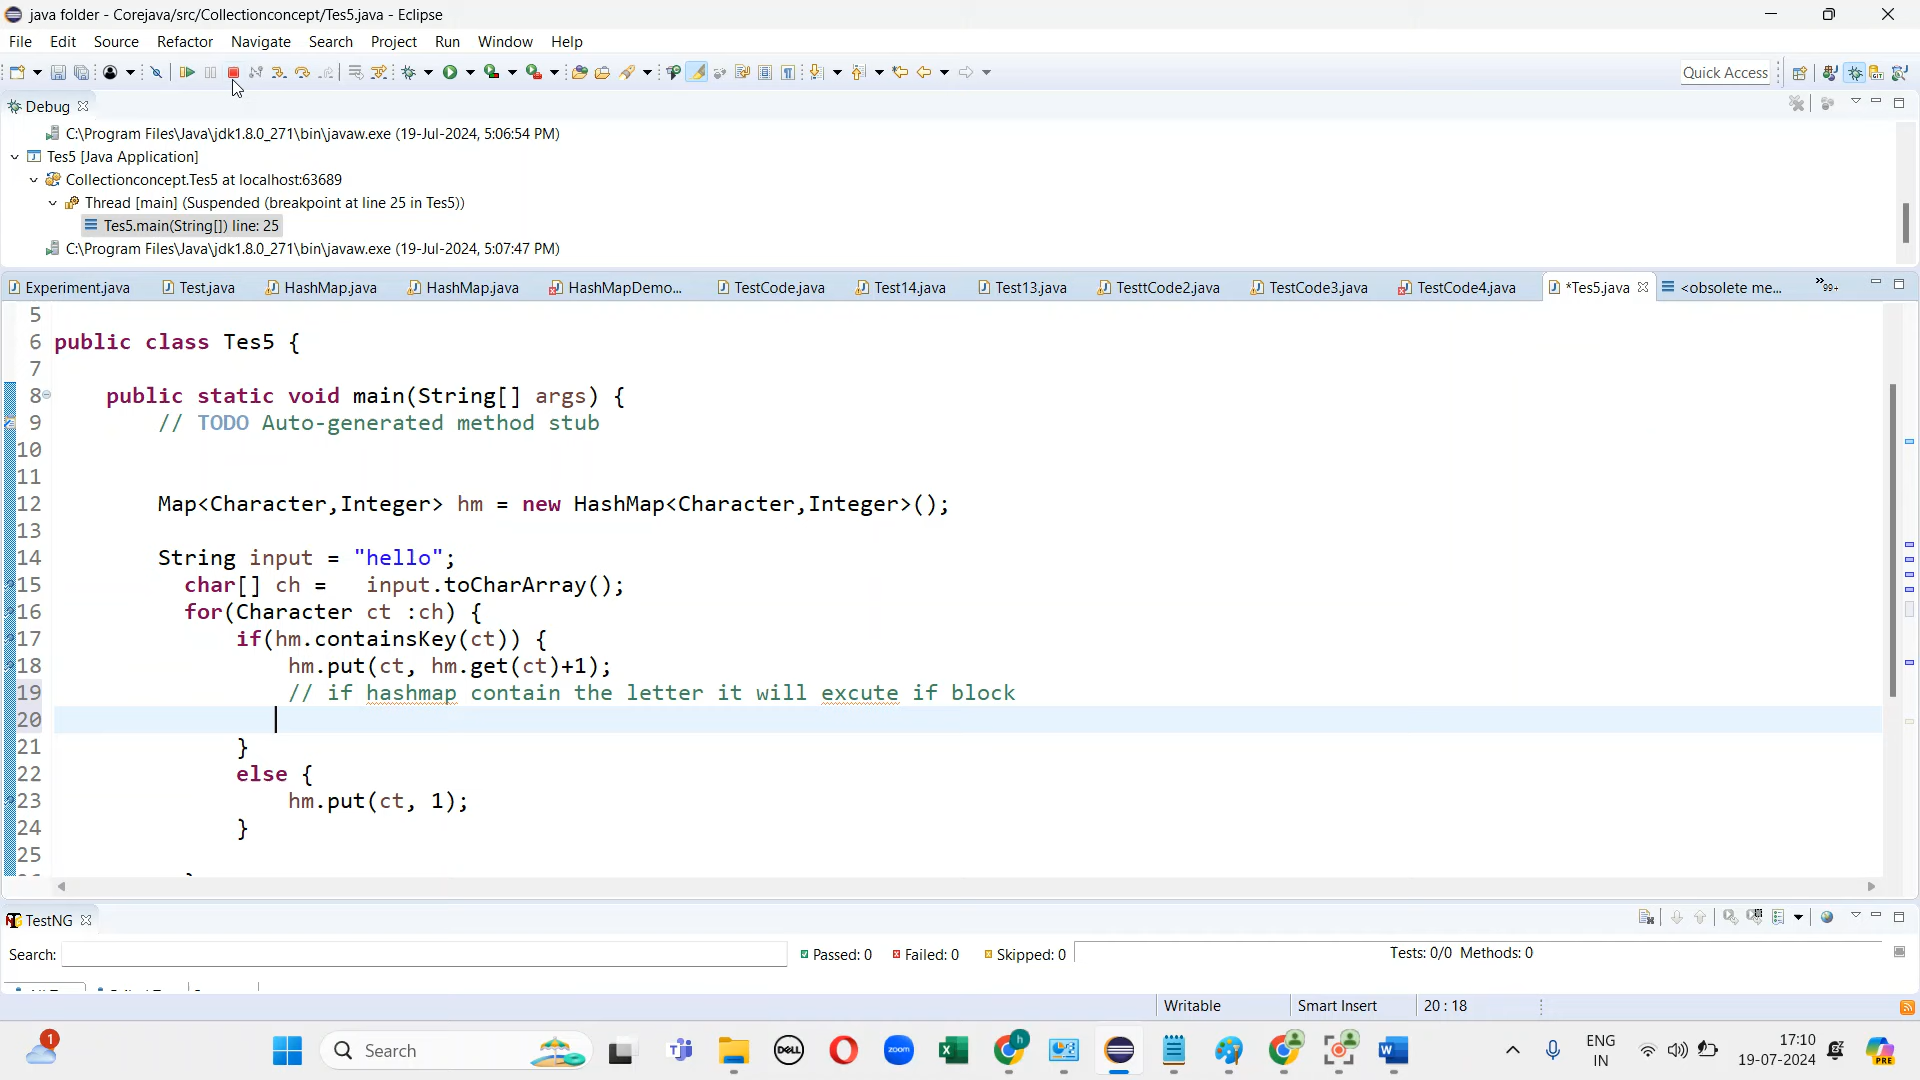 java folder - Corejava/src/Collectionconcept/Tes5.java - Eclipse
File Edit Source Refactor Navigate Search Project Run Window Help
Quick Access
Debug
C:\Program Files\Java\jdk1.8.0_271\bin\javaw.exe (19-Jul-2024, 5:06:54 PM)
Tes5 [Java Application]
Collectionconcept.Tes5 at localhost:63689
Thread [main] (Suspended (breakpoint at line 25 in Tes5))
Tes5.main(String[]) line: 25
C:\Program Files\Java\jdk1.8.0_271\bin\javaw.exe (19-Jul-2024, 5:07:47 PM)
Experiment.java Test.java HashMap.java HashMap.java HashMapDemo... TestCode.java Test14.java Test13.java TesttCode2.java TestCode3.java TestCode4.java *Tes5.java <obsolete me... »99+
5
6 public class Tes5 {
7
8 public static void main(String[] args) {
9 // TODO Auto-generated method stub
10
11
12 Map<Character,Integer> hm = new HashMap<Character,Integer>();
13
14 String input = "hello";
15 char[] ch =   input.toCharArray();
16 for(Character ct :ch) {
17 if(hm.containsKey(ct)) {
18 hm.put(ct, hm.get(ct)+1);
19 // if hashmap contain the letter it will excute if block
20
21 }
22 else {
23 hm.put(ct, 1);
24 }
25
TestNG
Search: Passed: 0 Failed: 0 Skipped: 0 Tests: 0/0 Methods: 0
Writable Smart Insert 20 : 18
1 Search DELL zoom h ENG 17:10
IN 19-07-2024 PRE